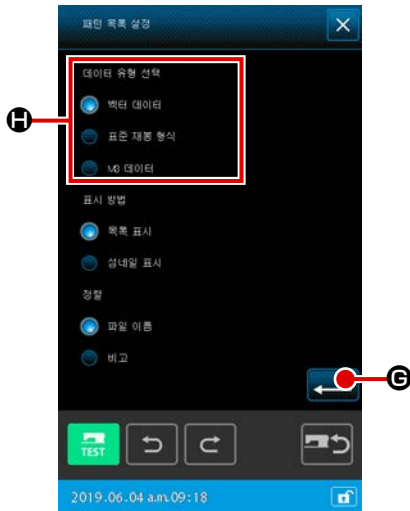 패턴 목록 설정
데이터 유형 선택
벡터 데이터
H
표준 재봉 형식
M3 데이터
표시 방법
목록 표시
섬네일 표시
정렬
파일 이름
비고
G
TEST
2019.06.04 a.m.09:18